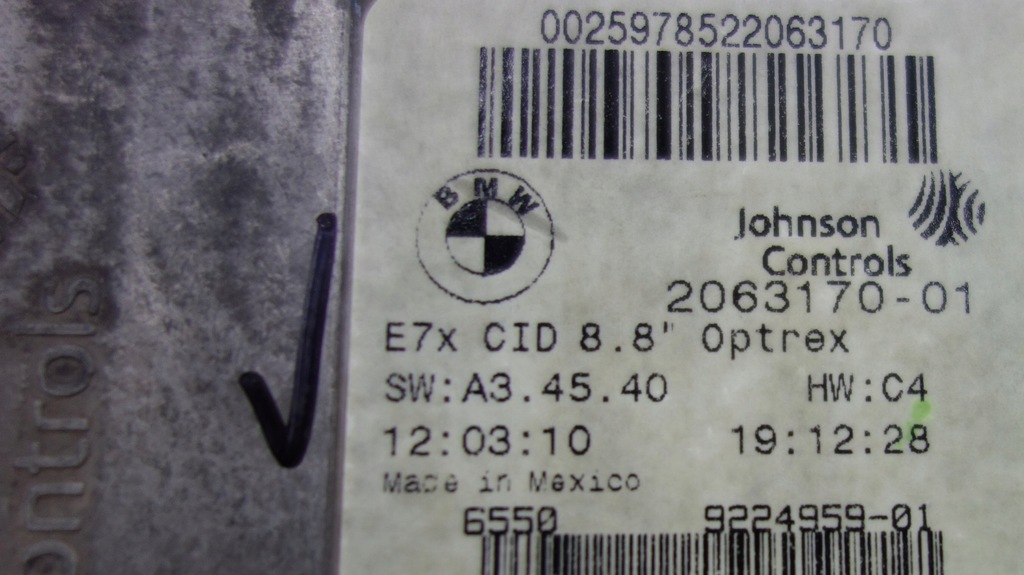 0025978522063170
BMW
Johnson
Controls
2063170-01
E7x CID 8.8" Optrex
SW:A3.45.40 HW:C4
12:03:10 19:12:28
Made in Mexico
6550 9224959-01
ontrols